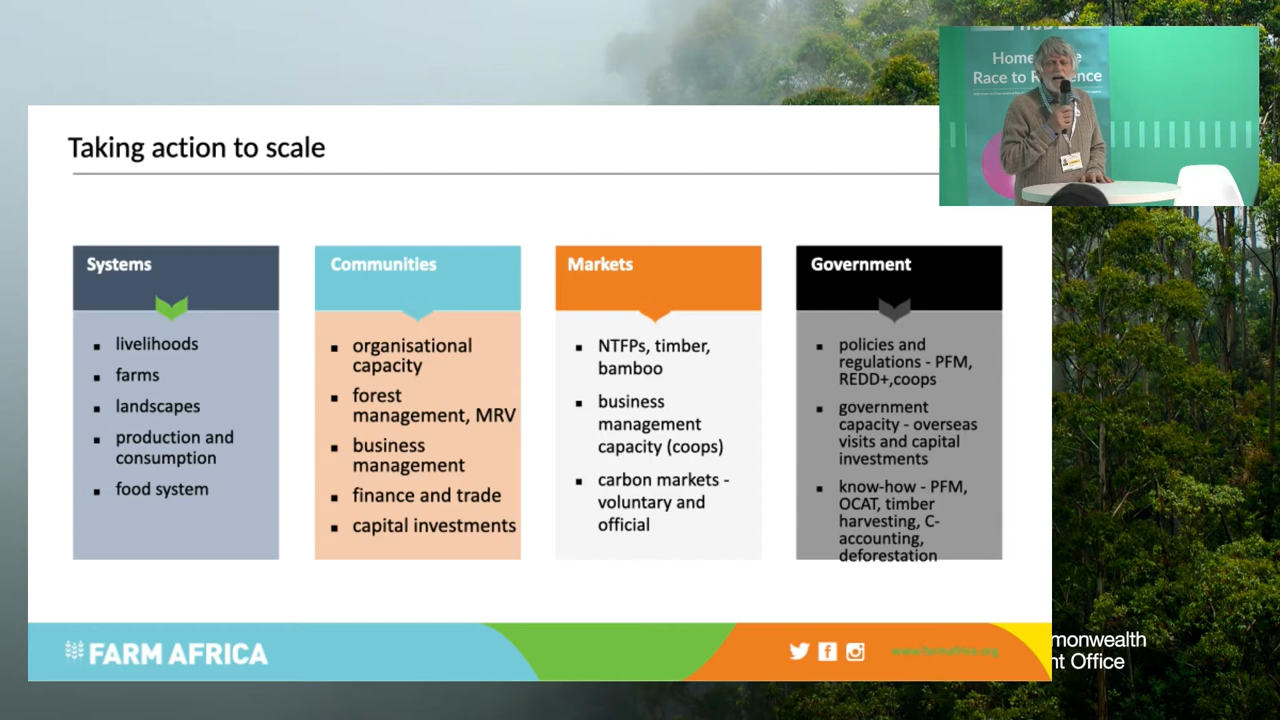 Taking action to scale
Systems
livelihoods
farms
landscapes
production and
consumption
food system
Communities
organisational
capacity
forest
management, MRV
business
management
finance and trade
capital investments
Markets
NTFPs, timber,
bamboo
business
management
capacity (coops)
carbon markets -
voluntary and
official
Government
policies and
regulations - PFM,
REDD+,coops
government
capacity - overseas
visits and capital
investments
know-how - PFM,
OCAT, timber
harvesting, C-
accounting,
deforestation
FARM AFRICA
www.farmafrica.org
Race to
monwealth
nt Office